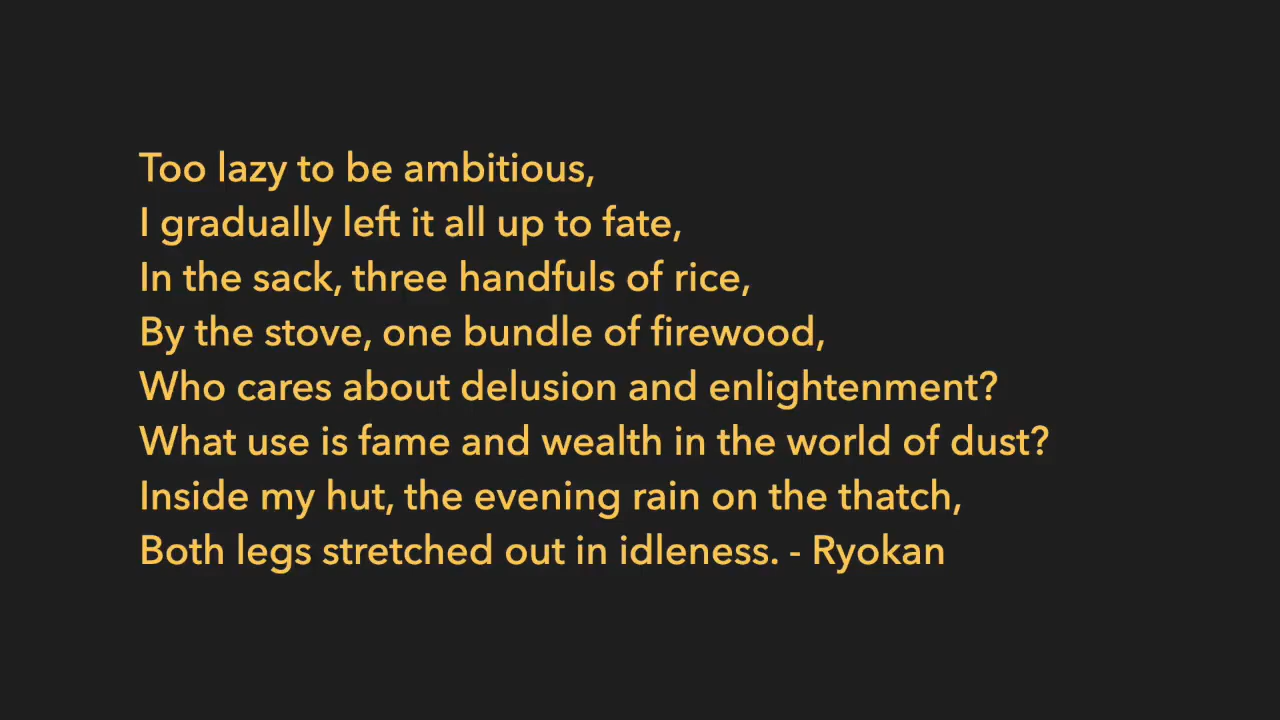 Too lazy to be ambitious,
I gradually left it all up to fate,
In the sack, three handfuls of rice,
By the stove, one bundle of firewood,
Who cares about delusion and enlightenment?
What use is fame and wealth in the world of dust?
Inside my hut, the evening rain on the thatch,
Both legs stretched out in idleness. - Ryokan